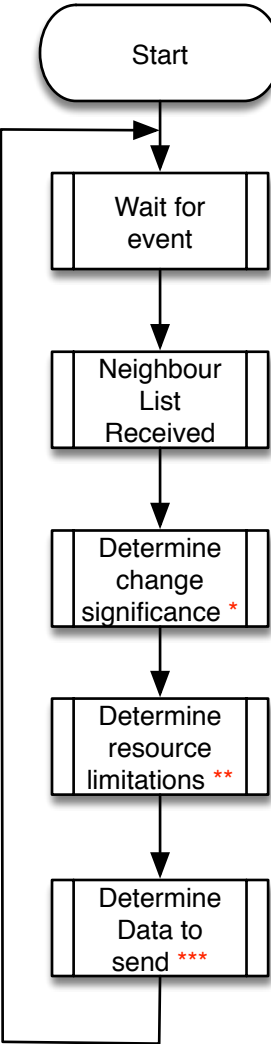 Start
Wait for
event
Neighbour
List
Received
Determine
change
significance *
Determine
resource
limitations **
Determine
Data to
send ***